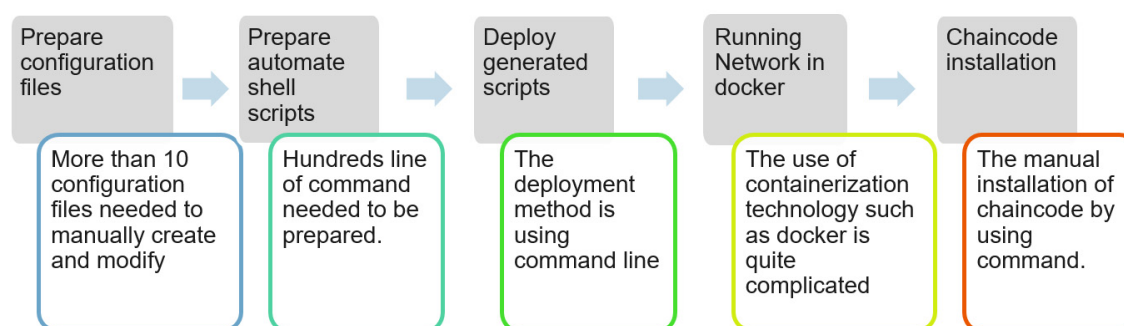 Prepare
configuration
files
More than 10
configuration
files needed to
manually create
and modify
Prepare
automate
shell
scripts
Hundreds line
of command
needed to be
prepared.
Deploy
generated
scripts
The
deployment
method is
using
command line
Running
Network in
docker
The use of
containerization
technology such
as docker is
quite
complicated
Chaincode
installation
The manual
installation of
chaincode by
using
command.